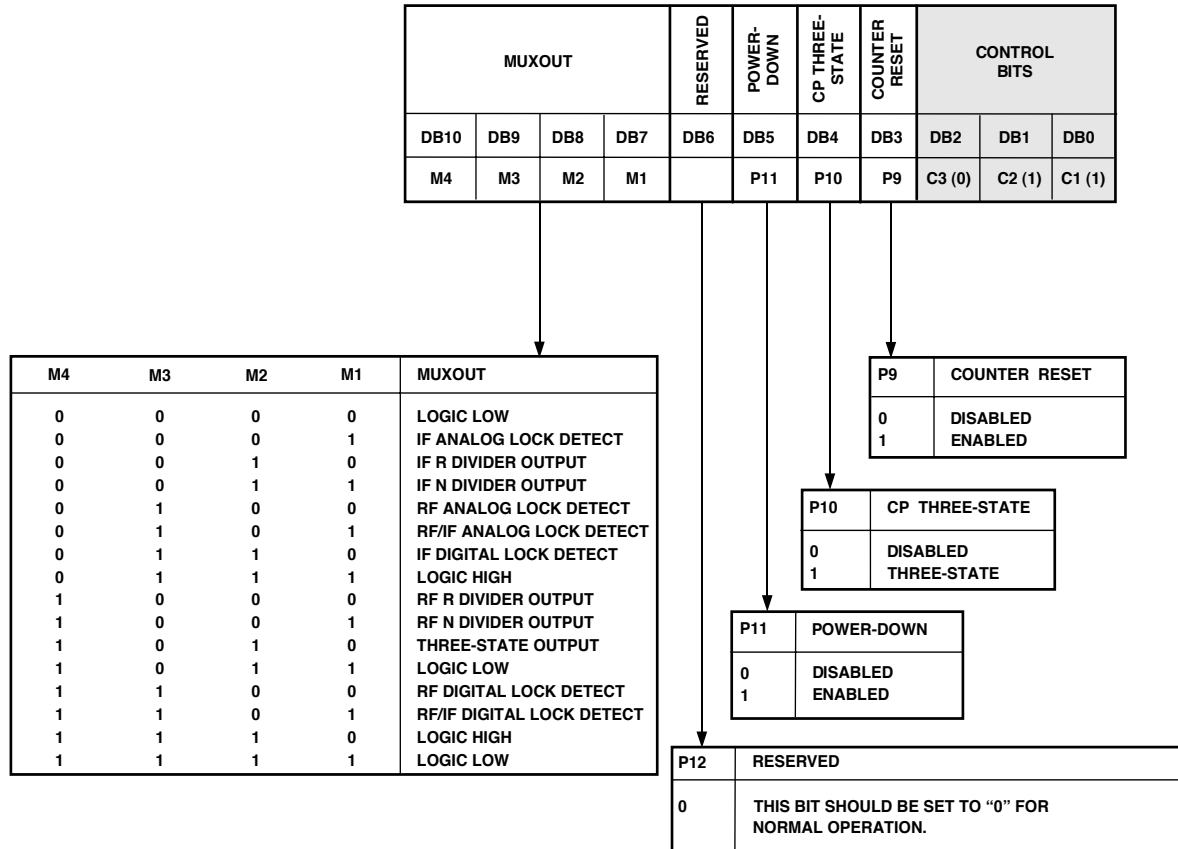 MUXOUT
RESERVED
POWER-
DOWN
CP THREE-
STATE
COUNTER
RESET
CONTROL
BITS
DB10 DB9 DB8 DB7 DB6 DB5 DB4 DB3 DB2 DB1 DB0
M4 M3 M2 M1 P11 P10 P9 C3 (0) C2 (1) C1 (1)
M4 M3 M2 M1 MUXOUT
0 0 0 0 LOGIC LOW
0 0 0 1 IF ANALOG LOCK DETECT
0 0 1 0 IF R DIVIDER OUTPUT
0 0 1 1 IF N DIVIDER OUTPUT
0 1 0 0 RF ANALOG LOCK DETECT
0 1 0 1 RF/IF ANALOG LOCK DETECT
0 1 1 0 IF DIGITAL LOCK DETECT
0 1 1 1 LOGIC HIGH
1 0 0 0 RF R DIVIDER OUTPUT
1 0 0 1 RF N DIVIDER OUTPUT
1 0 1 0 THREE-STATE OUTPUT
1 0 1 1 LOGIC LOW
1 1 0 0 RF DIGITAL LOCK DETECT
1 1 0 1 RF/IF DIGITAL LOCK DETECT
1 1 1 0 LOGIC HIGH
1 1 1 1 LOGIC LOW
P9 COUNTER RESET
0 DISABLED
1 ENABLED
P10 CP THREE-STATE
0 DISABLED
1 THREE-STATE
P11 POWER-DOWN
0 DISABLED
1 ENABLED
P12 RESERVED
0 THIS BIT SHOULD BE SET TO “0” FOR
NORMAL OPERATION.